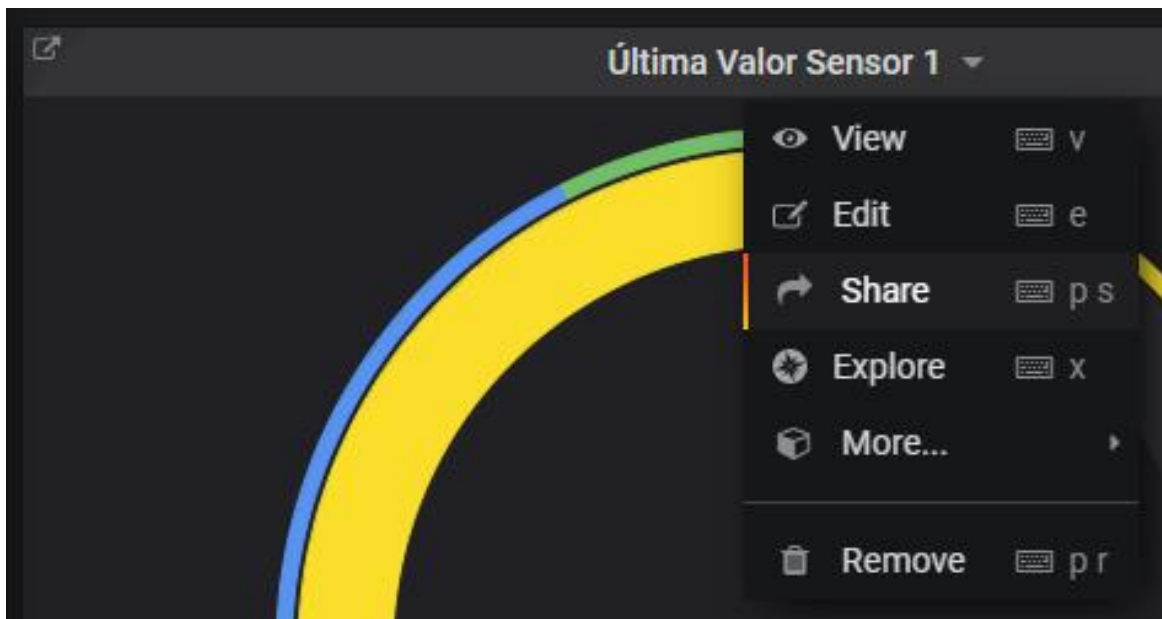 Última Valor Sensor 1
View v
Edit e
Share p s
Explore x
More...
Remove p r